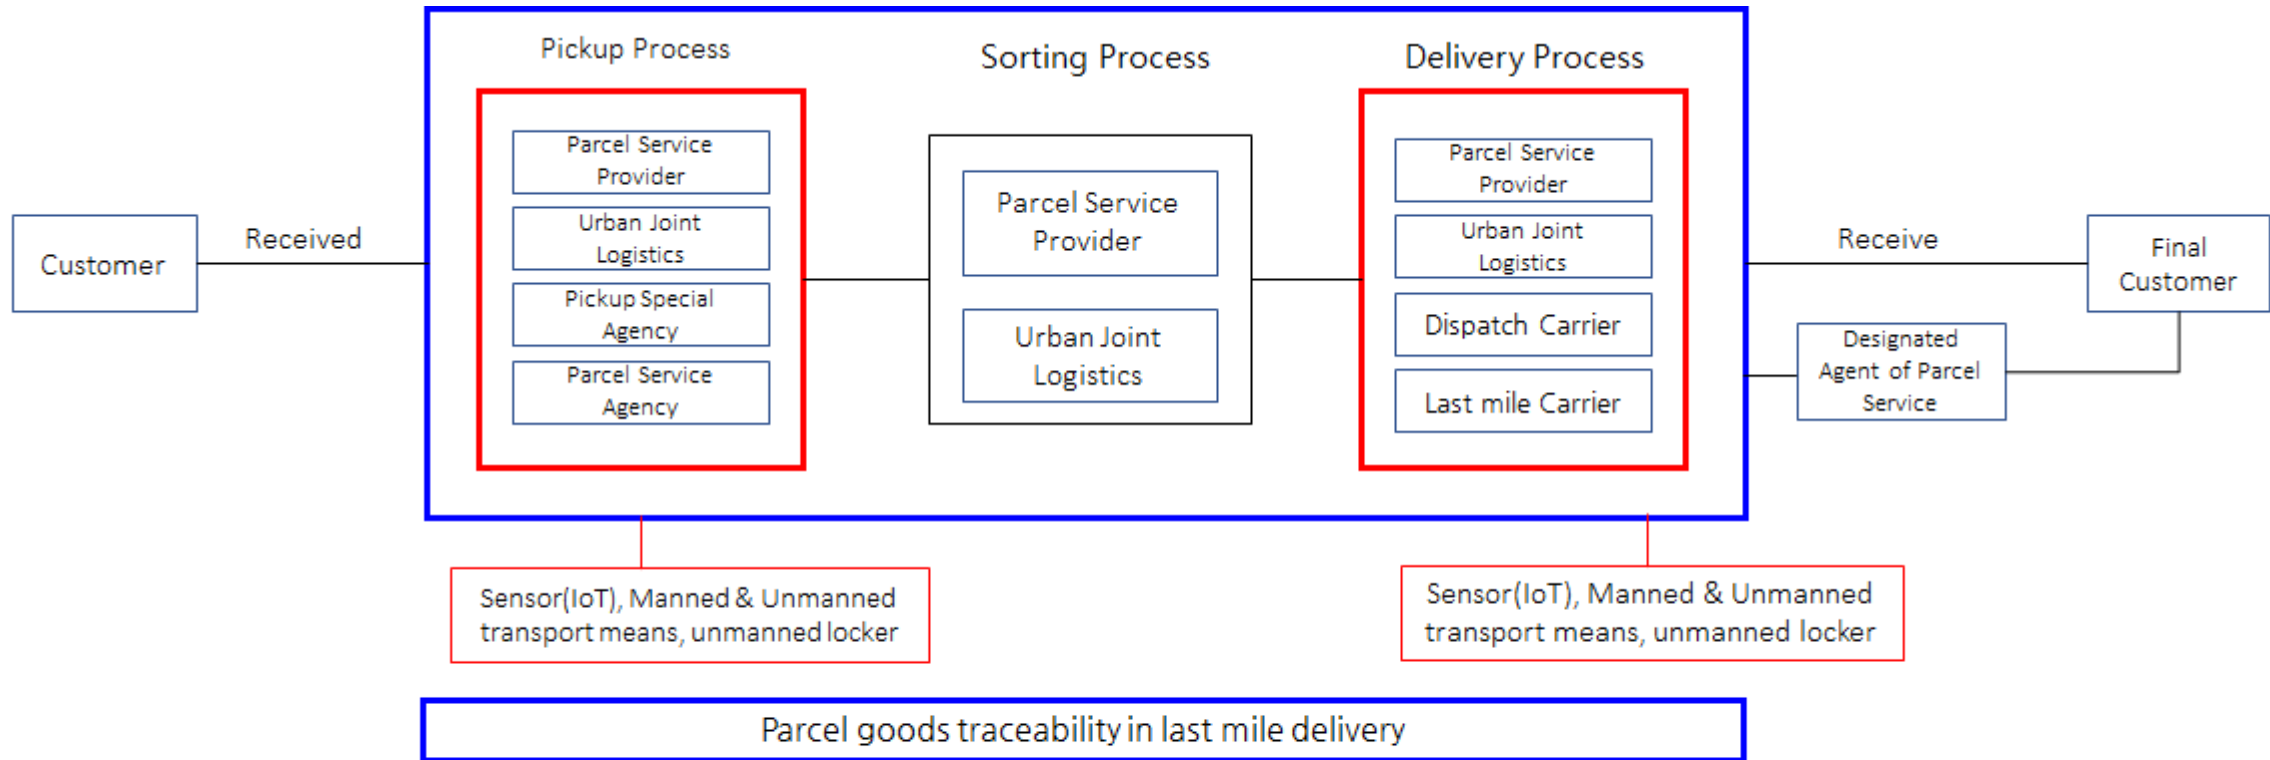 Pickup Process
Sorting Process
Delivery Process
Customer
Received
Parcel Service
Provider
Urban Joint
Logistics
Pickup Special
Agency
Parcel Service
Agency
Parcel Service
Provider
Urban Joint
Logistics
Parcel Service
Provider
Urban Joint
Logistics
Dispatch Carrier
Last mile Carrier
Receive
Final
Customer
Designated
Agent of Parcel
Service
Sensor(IoT), Manned & Unmanned
transport means, unmanned locker
Sensor(IoT), Manned & Unmanned
transport means, unmanned locker
Parcel goods traceability in last mile delivery